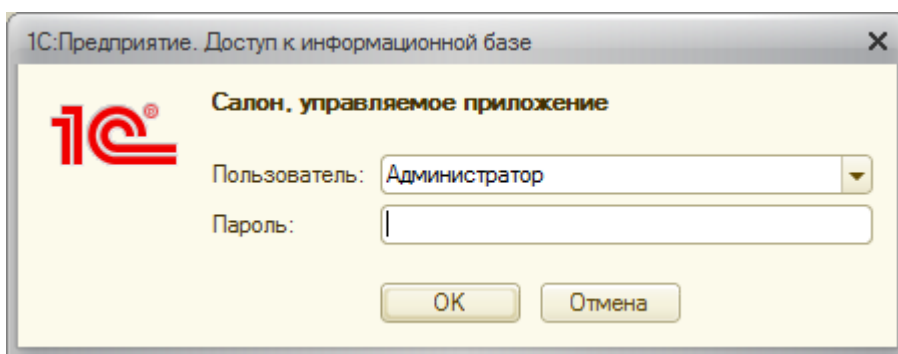 1С:Предприятие. Доступ к информационной базе
1С®
Салон, управляемое приложение
Пользователь: Администратор
Пароль:
OK Отмена